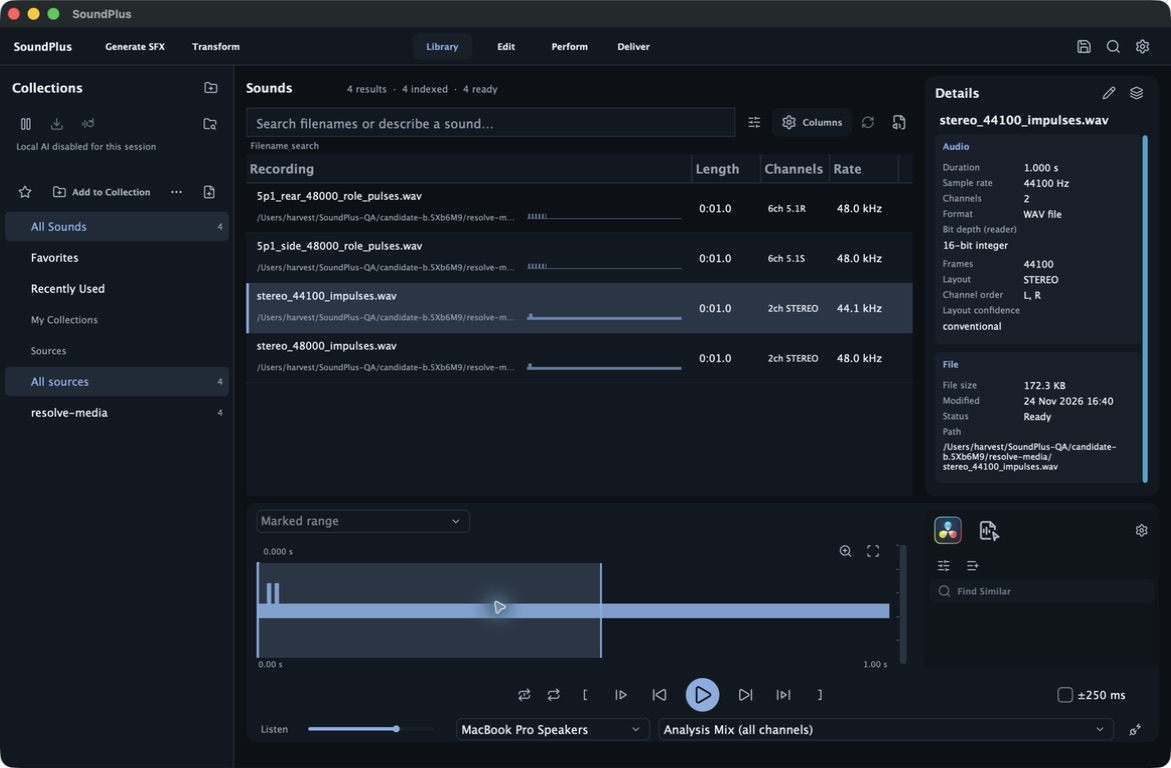 SoundPlus
SoundPlus
Generate SFX
Transform
Library
Edit
Perform
Deliver
Collections
Local AI disabled for this session
Add to Collection
All Sounds 4
Favorites
Recently Used
My Collections
Sources
All sources 4
resolve-media 4
Sounds
4 results · 4 indexed · 4 ready
Search filenames or describe a sound...
Columns
Filename search
Recording Length Channels Rate
5p1_rear_48000_role_pulses.wav
/Users/harvest/SoundPlus-QA/candidate-b.5Xb6M9/resolve-m... 0:01.0 6ch 5.1R 48.0 kHz
5p1_side_48000_role_pulses.wav
/Users/harvest/SoundPlus-QA/candidate-b.5Xb6M9/resolve-m... 0:01.0 6ch 5.1S 48.0 kHz
stereo_44100_impulses.wav
/Users/harvest/SoundPlus-QA/candidate-b.5Xb6M9/resolve-m... 0:01.0 2ch STEREO 44.1 kHz
stereo_48000_impulses.wav
/Users/harvest/SoundPlus-QA/candidate-b.5Xb6M9/resolve-m... 0:01.0 2ch STEREO 48.0 kHz
Details
stereo_44100_impulses.wav
Audio
Duration 1.000 s
Sample rate 44100 Hz
Channels 2
Format WAV file
Bit depth (reader)
16-bit integer
Frames 44100
Layout STEREO
Channel order L, R
Layout confidence
conventional
File
File size 172.3 KB
Modified 24 Nov 2026 16:40
Status Ready
Path
/Users/harvest/SoundPlus-QA/candidate-
b.5Xb6M9/resolve-media/
stereo_44100_impulses.wav
Marked range
0.000 s
0.00 s 1.00 s
Find Similar
±250 ms
Listen
MacBook Pro Speakers
Analysis Mix (all channels)